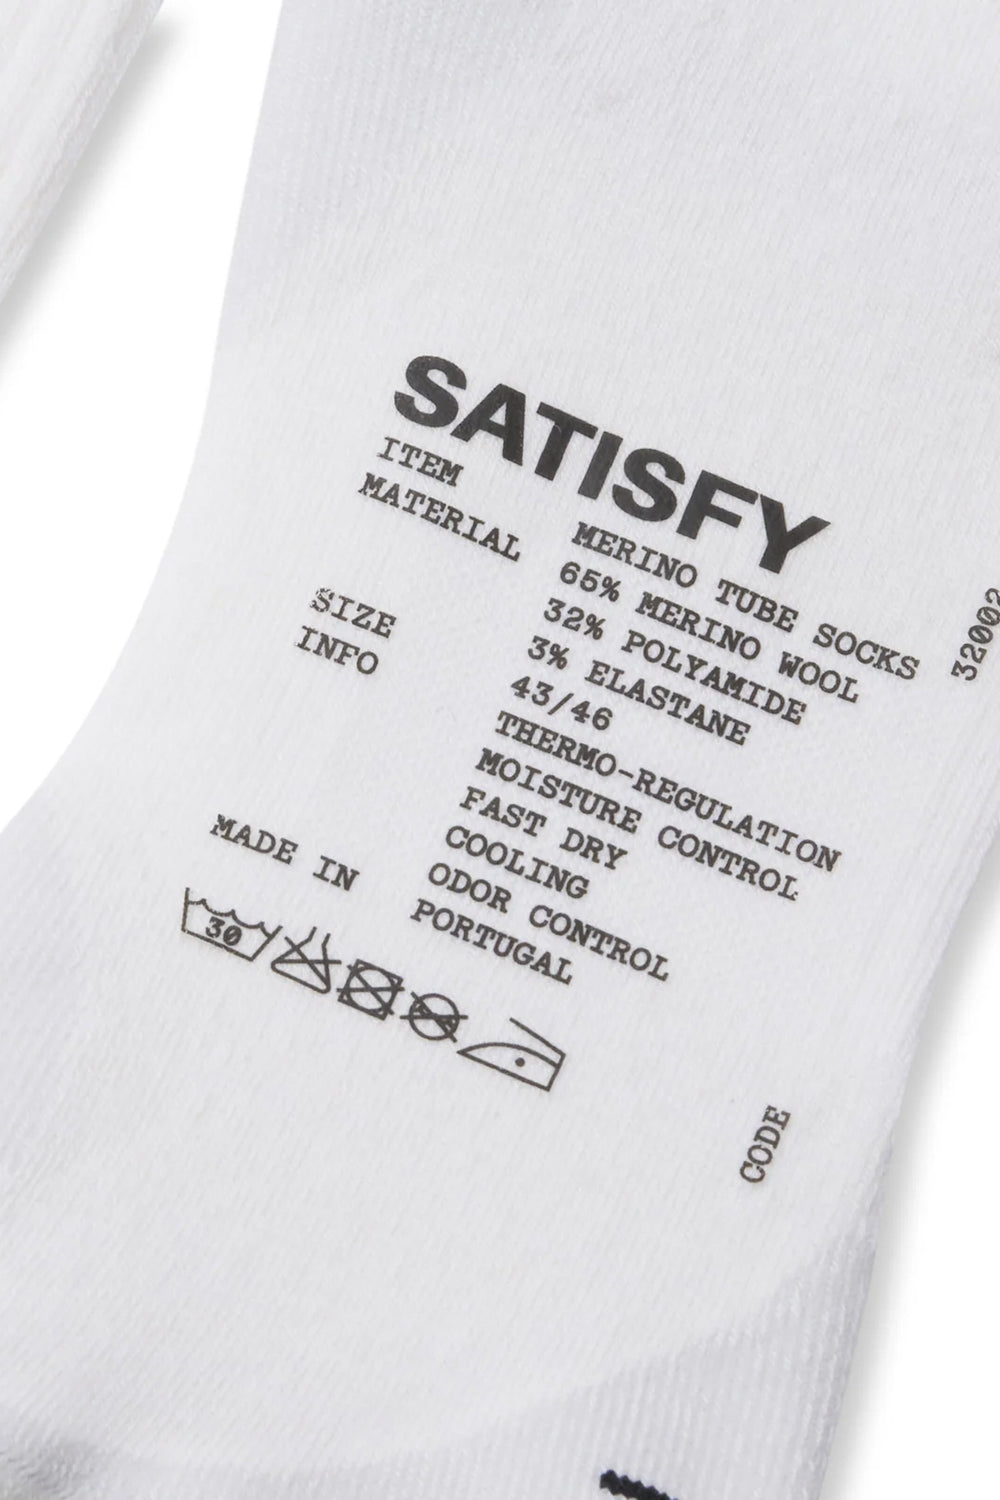 SATISFY
ITEM MERINO TUBE SOCKS
MATERIAL 65% MERINO WOOL
32% POLYAMIDE
3% ELASTANE
SIZE 43/46
INFO THERMO-REGULATION
MOISTURE CONTROL
FAST DRY
COOLING
ODOR CONTROL
MADE IN PORTUGAL
30
CODE